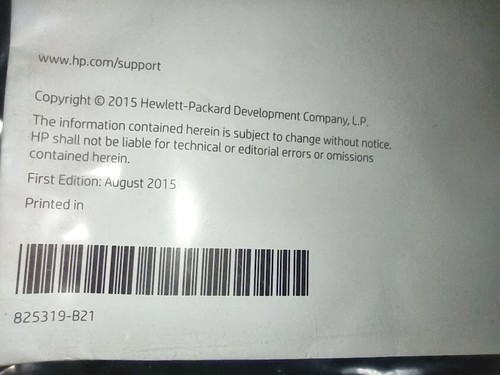 www.hp.com/support
Copyright © 2015 Hewlett-Packard Development Company, L.P.
The information contained herein is subject to change without notice.
HP shall not be liable for technical or editorial errors or omissions
contained herein.
First Edition: August 2015
Printed in
825319-B21